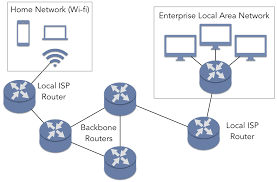 Home Network (Wi-fi)
Enterprise Local Area Network
Local ISP
Router
Backbone
Routers
Local ISP
Router